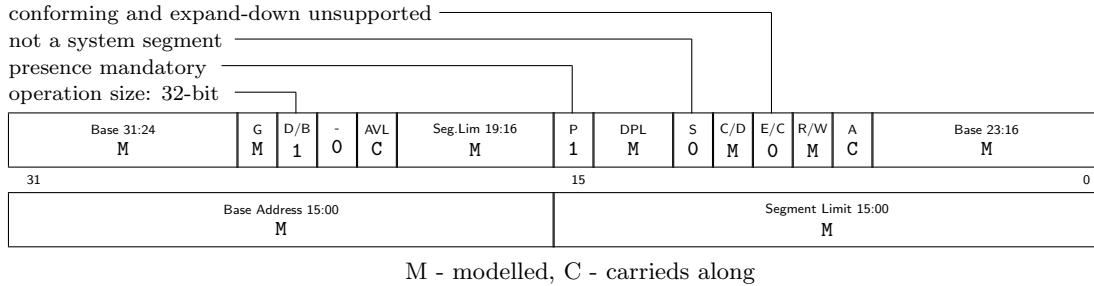 conforming and expand-down unsupported
not a system segment
presence mandatory
operation size: 32-bit
Base 31:24 G D/B - AVL Seg.Lim 19:16 P DPL S C/D E/C R/W A Base 23:16
M M 1 0 C M 1 M 0 M 0 M C M
31 15 0
Base Address 15:00 Segment Limit 15:00
M M
M - modelled, C - carrieds along